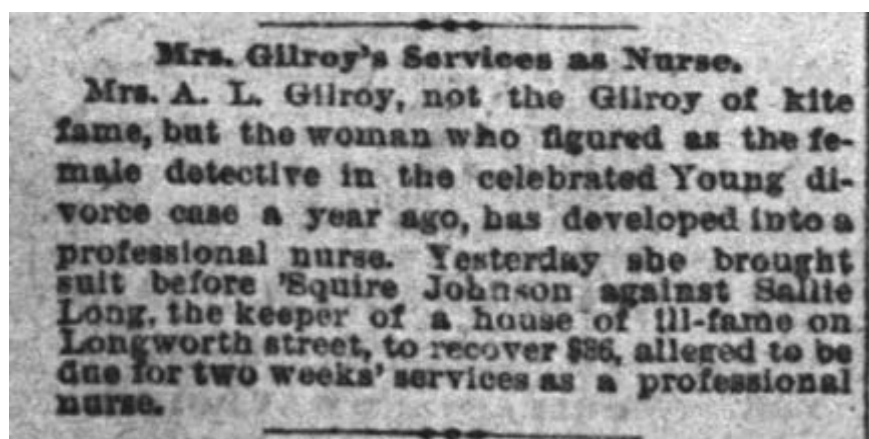 Mrs. Gilroy's Services as Nurse.
Mrs. A. L. Gilroy, not the Gilroy of kite
fame, but the woman who figured as the fe-
male detective in the celebrated Young di-
vorce case a year ago, has developed into a
professional nurse. Yesterday she brought
suit before 'Squire Johnson against Sallie
Long, the keeper of a house of ill-fame on
Longworth street, to recover $86, alleged to be
due for two weeks' services as a professional
nurse.